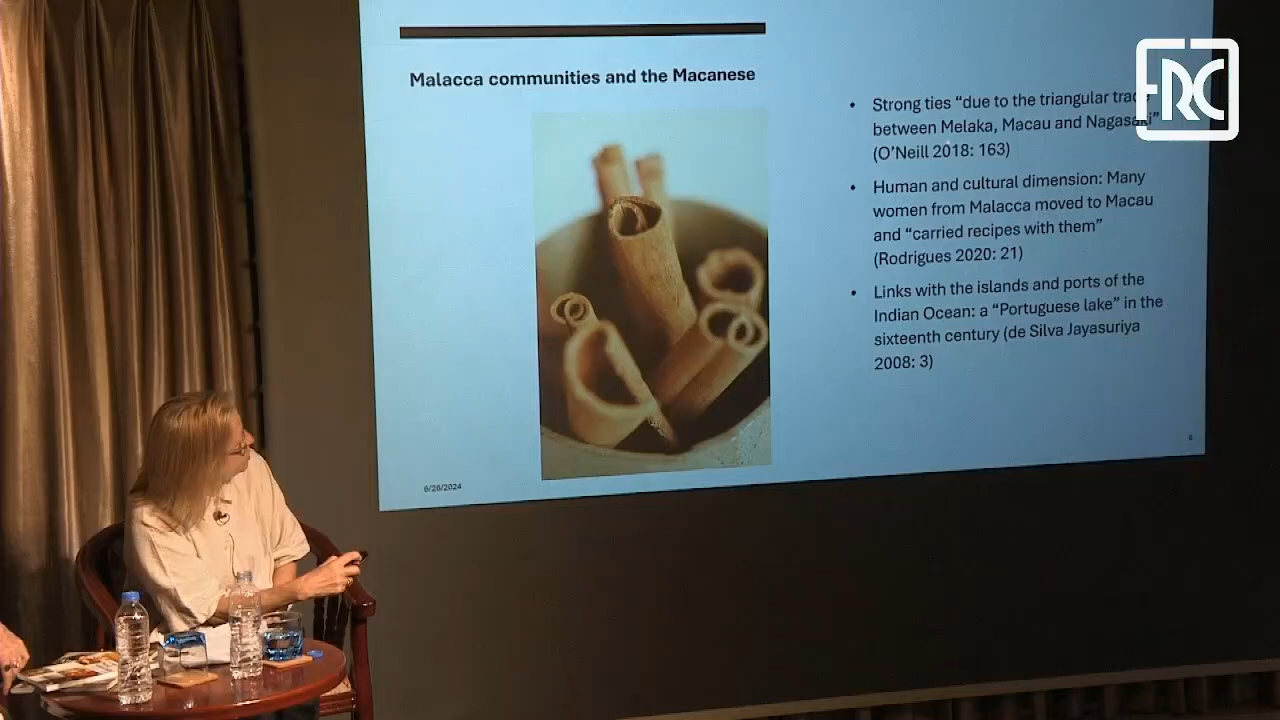 FRC
Malacca communities and the Macanese
• Strong ties “due to the triangular trade
between Melaka, Macau and Nagasaki”
(O’Neill 2018: 163)
• Human and cultural dimension: Many
women from Malacca moved to Macau
and “carried recipes with them”
(Rodrigues 2020: 21)
• Links with the islands and ports of the
Indian Ocean: a “Portuguese lake” in the
sixteenth century (de Silva Jayasuriya
2008: 3)
6/28/2024